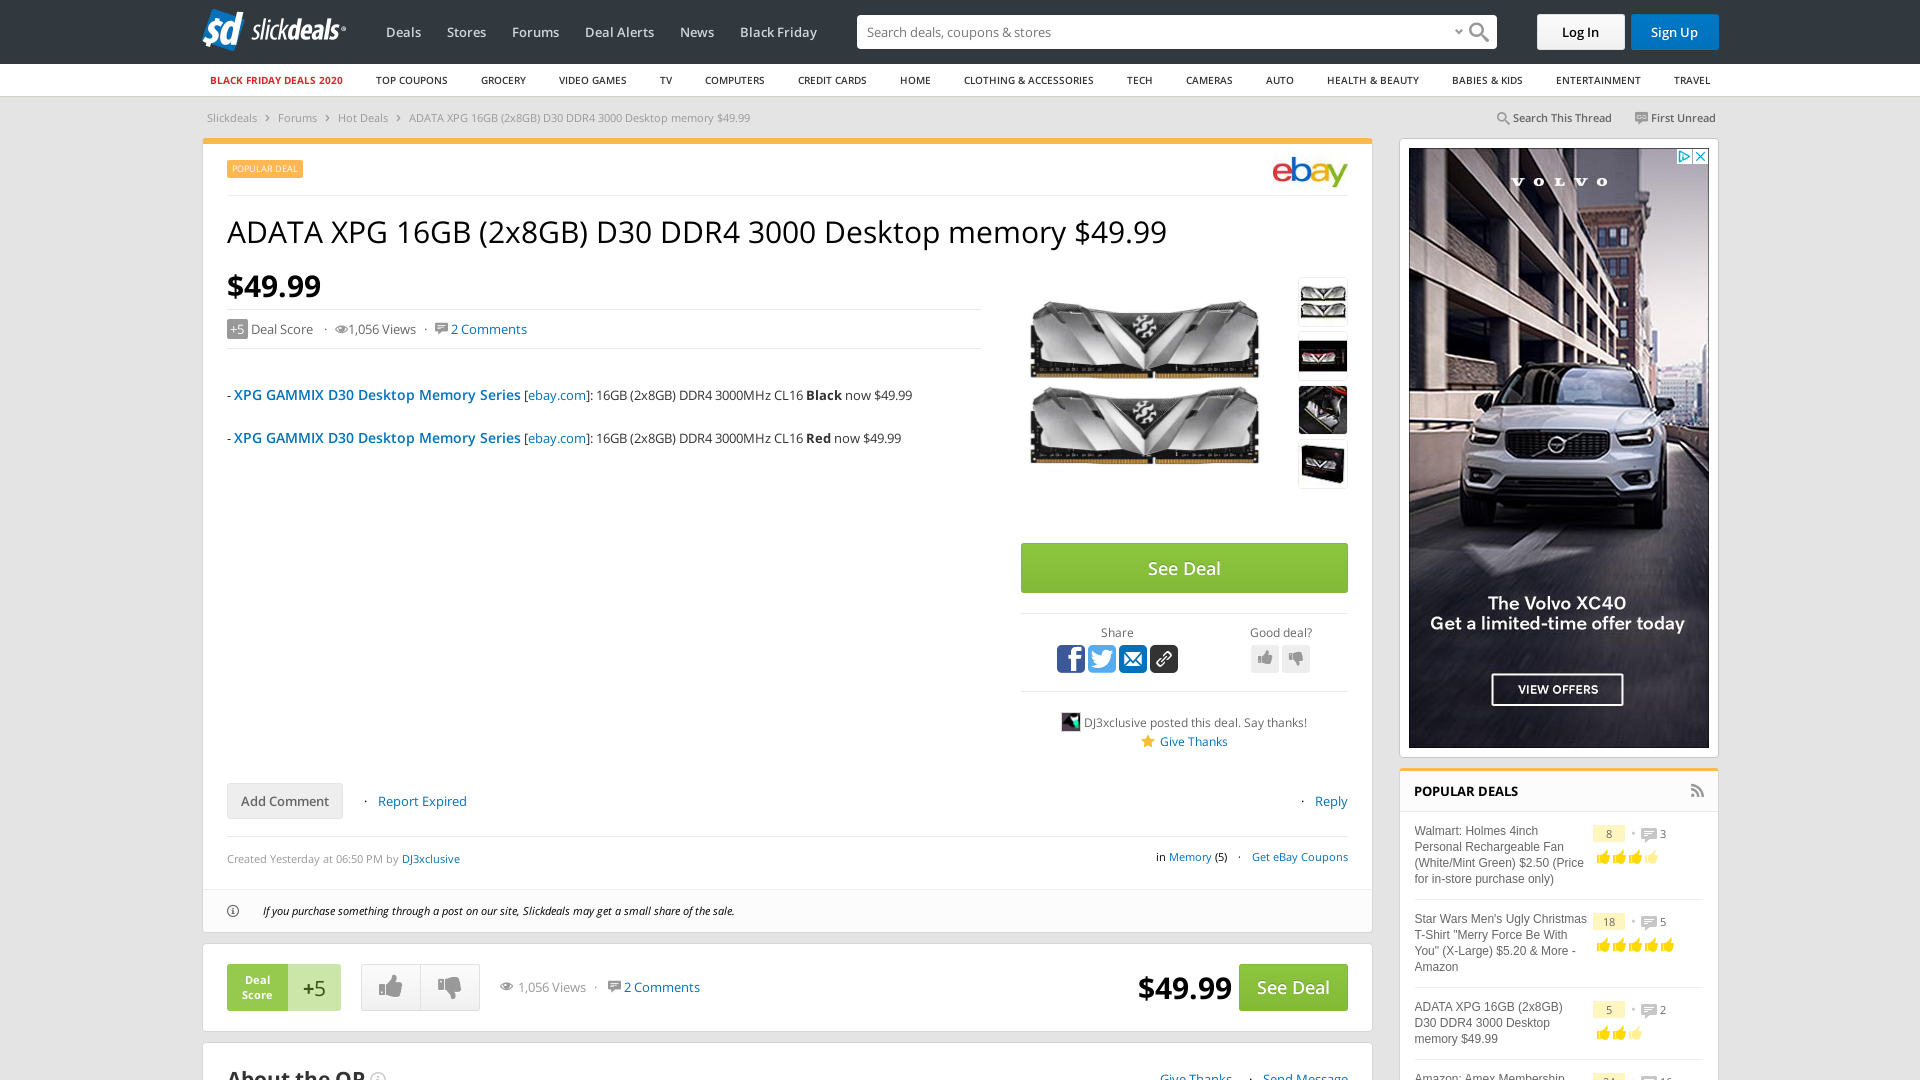 sd slickdeals
Deals
Stores
Forums
Deal Alerts
News
Black Friday
Search deals, coupons & stores
Log In
Sign Up
BLACK FRIDAY DEALS 2020
TOP COUPONS
GROCERY
VIDEO GAMES
TV
COMPUTERS
CREDIT CARDS
HOME
CLOTHING & ACCESSORIES
TECH
CAMERAS
AUTO
HEALTH & BEAUTY
BABIES & KIDS
ENTERTAINMENT
TRAVEL
Slickdeals > Forums > Hot Deals > ADATA XPG 16GB (2x8GB) D30 DDR4 3000 Desktop memory $49.99
Search This Thread
First Unread
POPULAR DEAL
ebay
ADATA XPG 16GB (2x8GB) D30 DDR4 3000 Desktop memory $49.99
$49.99
+5 Deal Score · 1,056 Views · 2 Comments
- XPG GAMMIX D30 Desktop Memory Series [ebay.com]: 16GB (2x8GB) DDR4 3000MHz CL16 Black now $49.99
- XPG GAMMIX D30 Desktop Memory Series [ebay.com]: 16GB (2x8GB) DDR4 3000MHz CL16 Red now $49.99
See Deal
Share
Good deal?
DJ3xclusive posted this deal. Say thanks!
Give Thanks
Add Comment
· Report Expired
· Reply
Created Yesterday at 06:50 PM by DJ3xclusive
in Memory (5) · Get eBay Coupons
If you purchase something through a post on our site, Slickdeals may get a small share of the sale.
Deal
Score
+5
1,056 Views · 2 Comments
$49.99
See Deal
About the OP
Give Thanks · Send Message
VOLVO
The Volvo XC40
Get a limited-time offer today
VIEW OFFERS
POPULAR DEALS
Walmart: Holmes 4inch
Personal Rechargeable Fan
(White/Mint Green) $2.50 (Price
for in-store purchase only)
8 • 3
Star Wars Men's Ugly Christmas
T-Shirt "Merry Force Be With
You" (X-Large) $5.20 & More -
Amazon
18 • 5
ADATA XPG 16GB (2x8GB)
D30 DDR4 3000 Desktop
memory $49.99
5 • 2
Amazon: Amex Membership